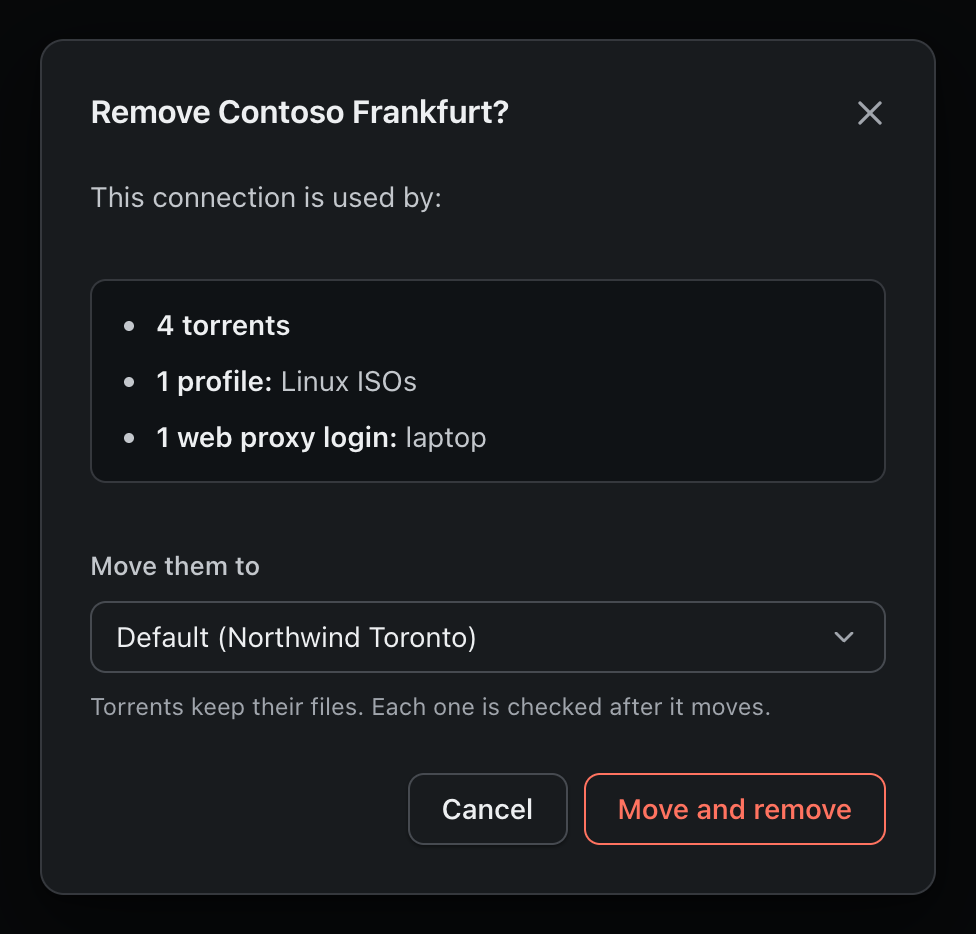 Remove Contoso Frankfurt?
This connection is used by:
• 4 torrents
• 1 profile: Linux ISOs
• 1 web proxy login: laptop
Move them to
Default (Northwind Toronto)
Torrents keep their files. Each one is checked after it moves.
Cancel
Move and remove